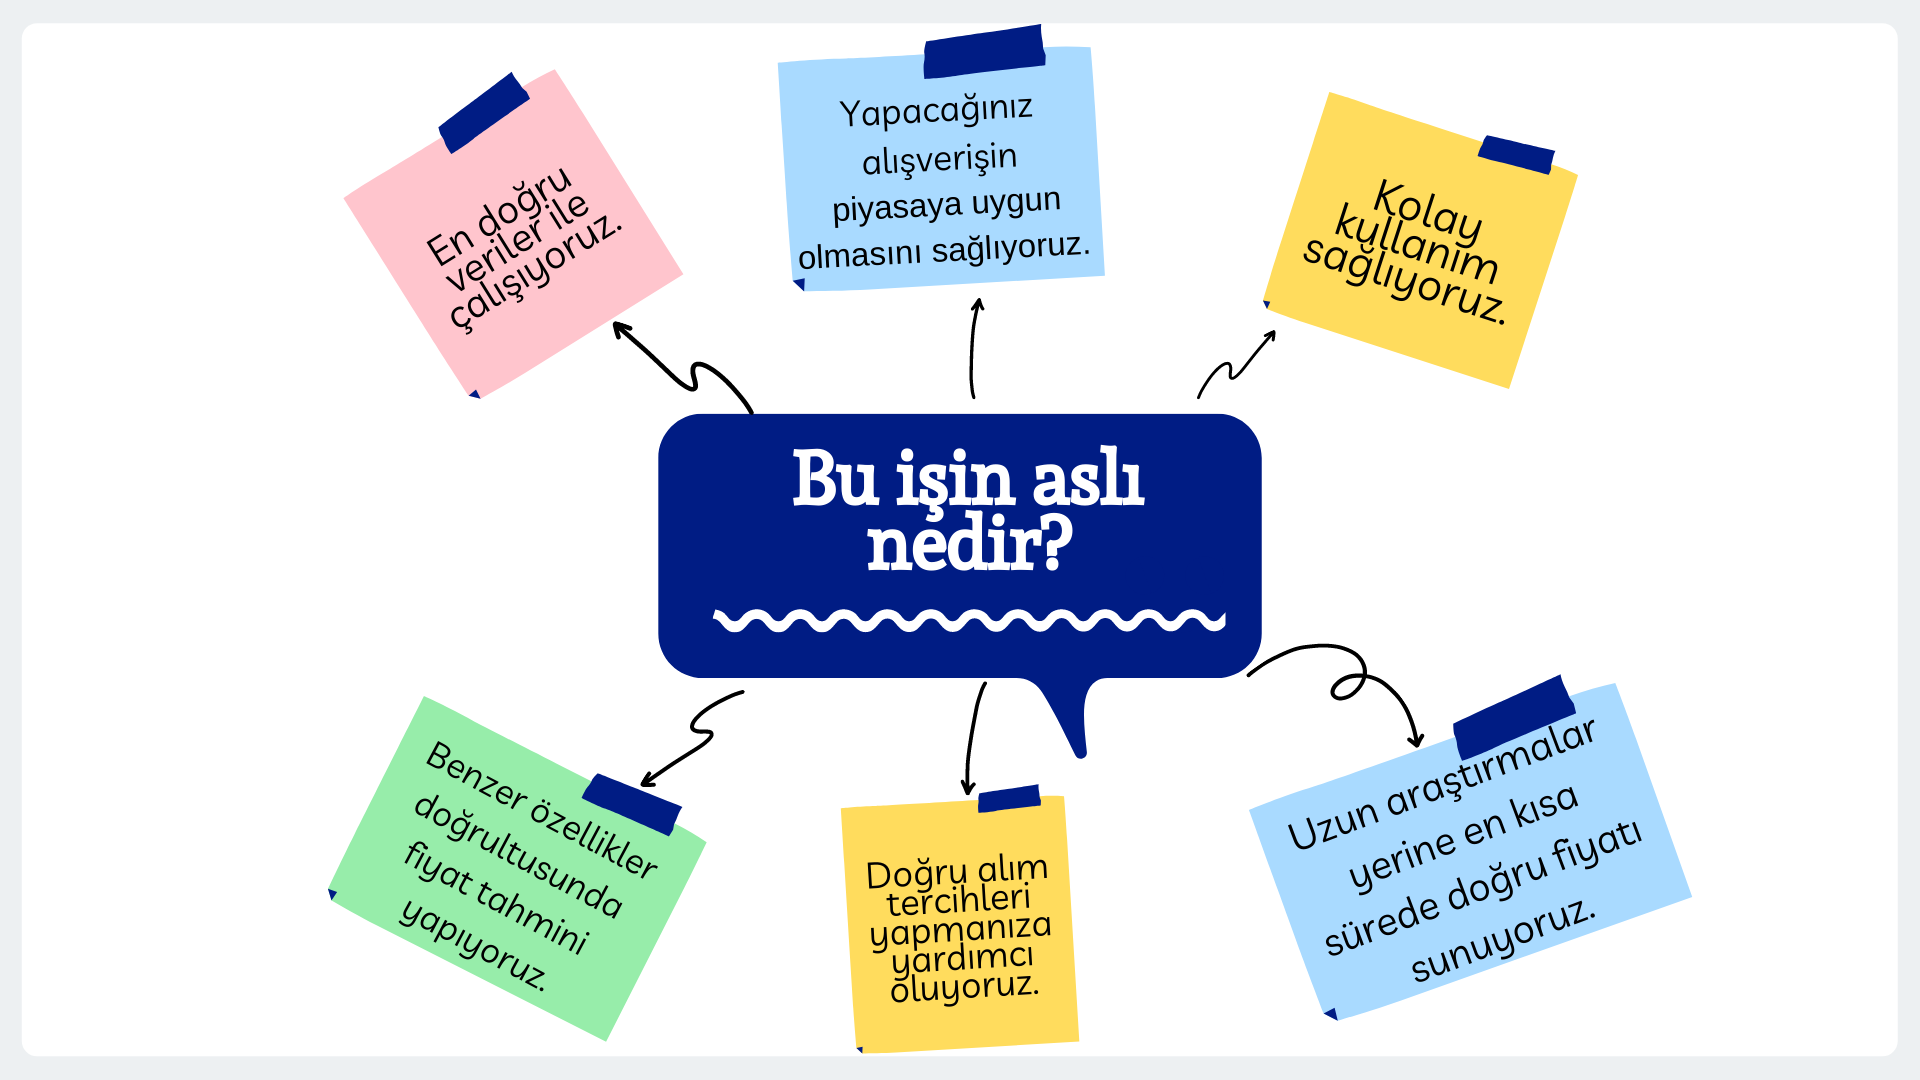 En doğru
veriler ile
çalışıyoruz.
Yapacağınız
alışverişin
piyasaya uygun
olmasını sağlıyoruz.
Kolay
kullanım
sağlıyoruz.
Bu işin aslı
nedir?
Benzer özellikler
doğrultusunda
fiyat tahmini
yapıyoruz.
Doğru alım
tercihleri
yapmanıza
yardımcı
oluyoruz.
Uzun araştırmalar
yerine en kısa
sürede doğru fiyatı
sunuyoruz.